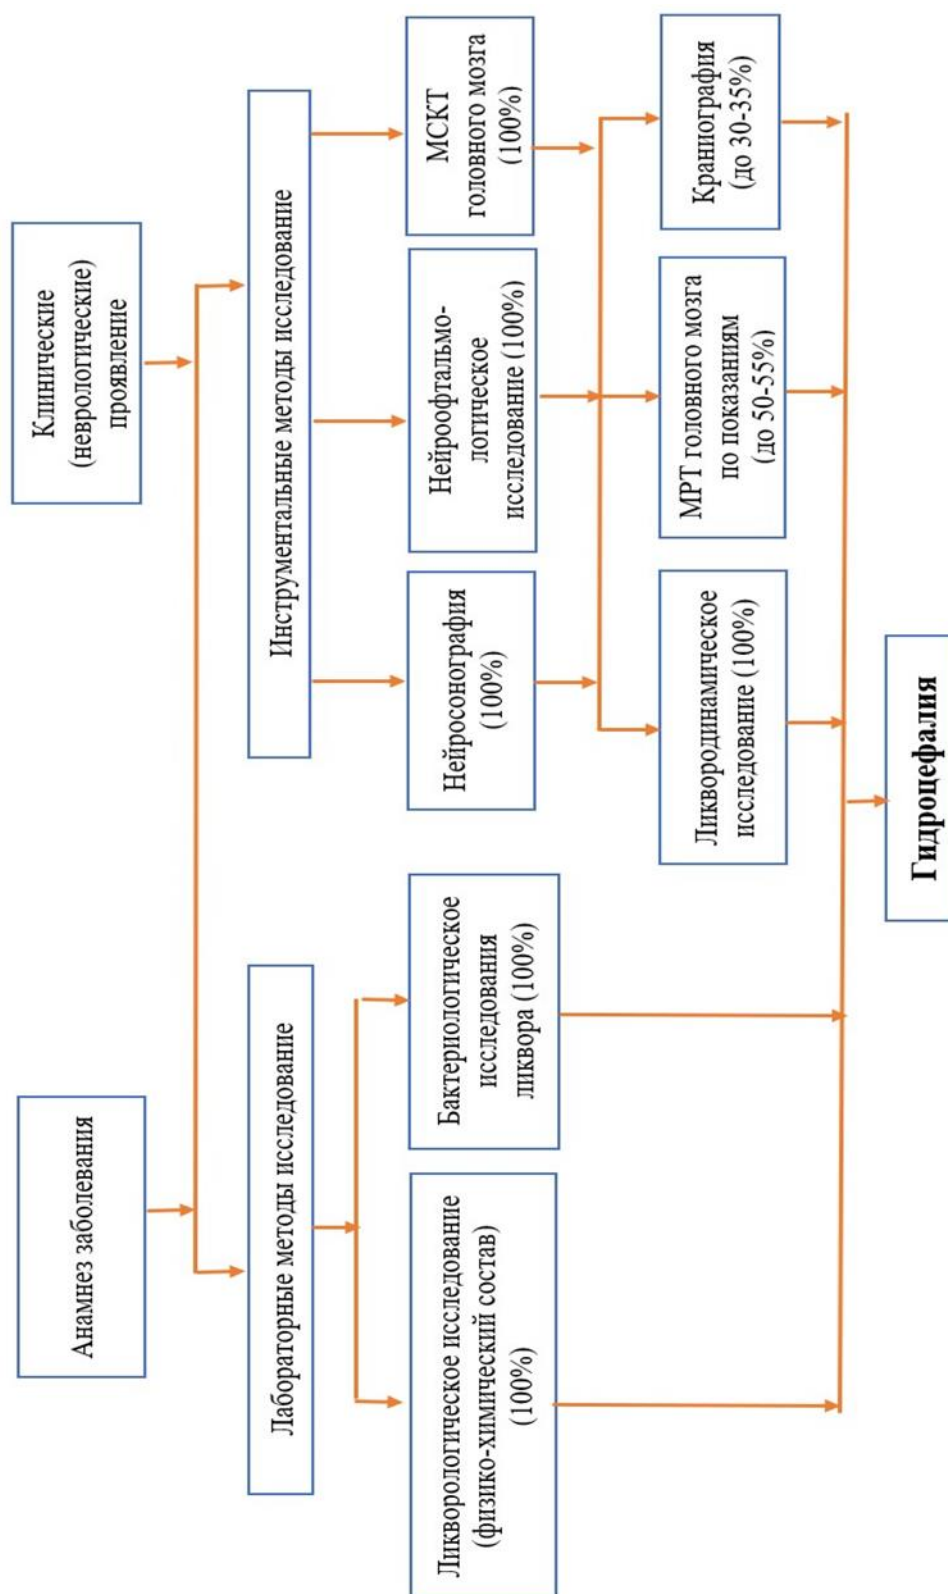 Анамнез заболевания
Клинические
(неврологические)
проявление
Лабораторные методы исследование
Инструментальные методы исследование
Ликворологическое исследование
(физико-химический состав)
(100%)
Бактериологическое
исследования
ликвора (100%)
Нейросонография
(100%)
Нейроофтальмо-
логическое
исследование (100%)
МСКТ
головного мозга
(100%)
Ликвородинамическое
исследование (100%)
МРТ головного мозга
по показаниям
(до 50-55%)
Краниография
(до 30-35%)
Гидроцефалия